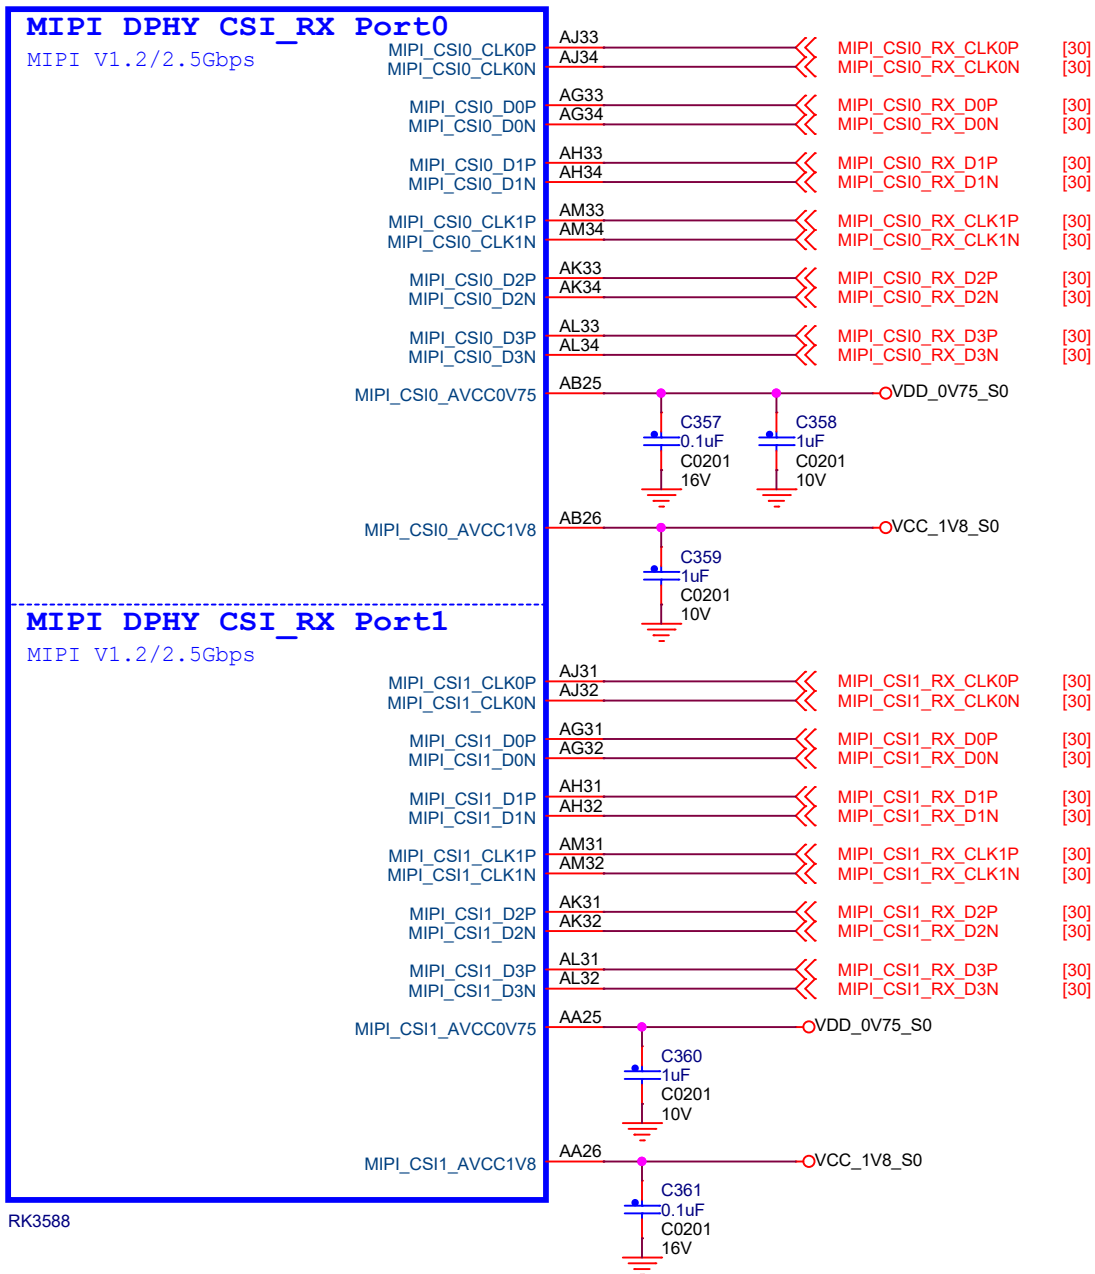 MIPI DPHY CSI_RX Port0
MIPI V1.2/2.5Gbps
MIPI_CSI0_CLK0P AJ33 MIPI_CSI0_RX_CLK0P [30]
MIPI_CSI0_CLK0N AJ34 MIPI_CSI0_RX_CLK0N [30]
MIPI_CSI0_D0P AG33 MIPI_CSI0_RX_D0P [30]
MIPI_CSI0_D0N AG34 MIPI_CSI0_RX_D0N [30]
MIPI_CSI0_D1P AH33 MIPI_CSI0_RX_D1P [30]
MIPI_CSI0_D1N AH34 MIPI_CSI0_RX_D1N [30]
MIPI_CSI0_CLK1P AM33 MIPI_CSI0_RX_CLK1P [30]
MIPI_CSI0_CLK1N AM34 MIPI_CSI0_RX_CLK1N [30]
MIPI_CSI0_D2P AK33 MIPI_CSI0_RX_D2P [30]
MIPI_CSI0_D2N AK34 MIPI_CSI0_RX_D2N [30]
MIPI_CSI0_D3P AL33 MIPI_CSI0_RX_D3P [30]
MIPI_CSI0_D3N AL34 MIPI_CSI0_RX_D3N [30]
MIPI_CSI0_AVCC0V75 AB25 VDD_0V75_S0
C357 C358
0.1uF 1uF
C0201 C0201
16V 10V
MIPI_CSI0_AVCC1V8 AB26 VCC_1V8_S0
C359
1uF
C0201
10V
MIPI DPHY CSI_RX Port1
MIPI V1.2/2.5Gbps
MIPI_CSI1_CLK0P AJ31 MIPI_CSI1_RX_CLK0P [30]
MIPI_CSI1_CLK0N AJ32 MIPI_CSI1_RX_CLK0N [30]
MIPI_CSI1_D0P AG31 MIPI_CSI1_RX_D0P [30]
MIPI_CSI1_D0N AG32 MIPI_CSI1_RX_D0N [30]
MIPI_CSI1_D1P AH31 MIPI_CSI1_RX_D1P [30]
MIPI_CSI1_D1N AH32 MIPI_CSI1_RX_D1N [30]
MIPI_CSI1_CLK1P AM31 MIPI_CSI1_RX_CLK1P [30]
MIPI_CSI1_CLK1N AM32 MIPI_CSI1_RX_CLK1N [30]
MIPI_CSI1_D2P AK31 MIPI_CSI1_RX_D2P [30]
MIPI_CSI1_D2N AK32 MIPI_CSI1_RX_D2N [30]
MIPI_CSI1_D3P AL31 MIPI_CSI1_RX_D3P [30]
MIPI_CSI1_D3N AL32 MIPI_CSI1_RX_D3N [30]
MIPI_CSI1_AVCC0V75 AA25 VDD_0V75_S0
C360
1uF
C0201
10V
MIPI_CSI1_AVCC1V8 AA26 VCC_1V8_S0
C361
0.1uF
C0201
16V
RK3588